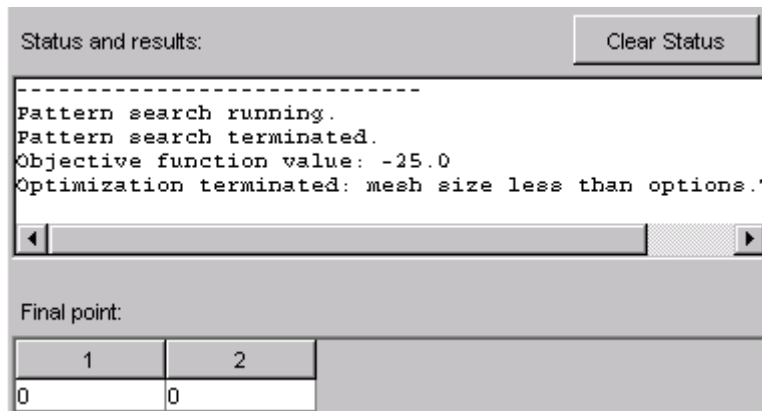 Status and results:
Clear Status
------------------------------
Pattern search running.
Pattern search terminated.
Objective function value: -25.0
Optimization terminated: mesh size less than options.
Final point:
1 2
0 0